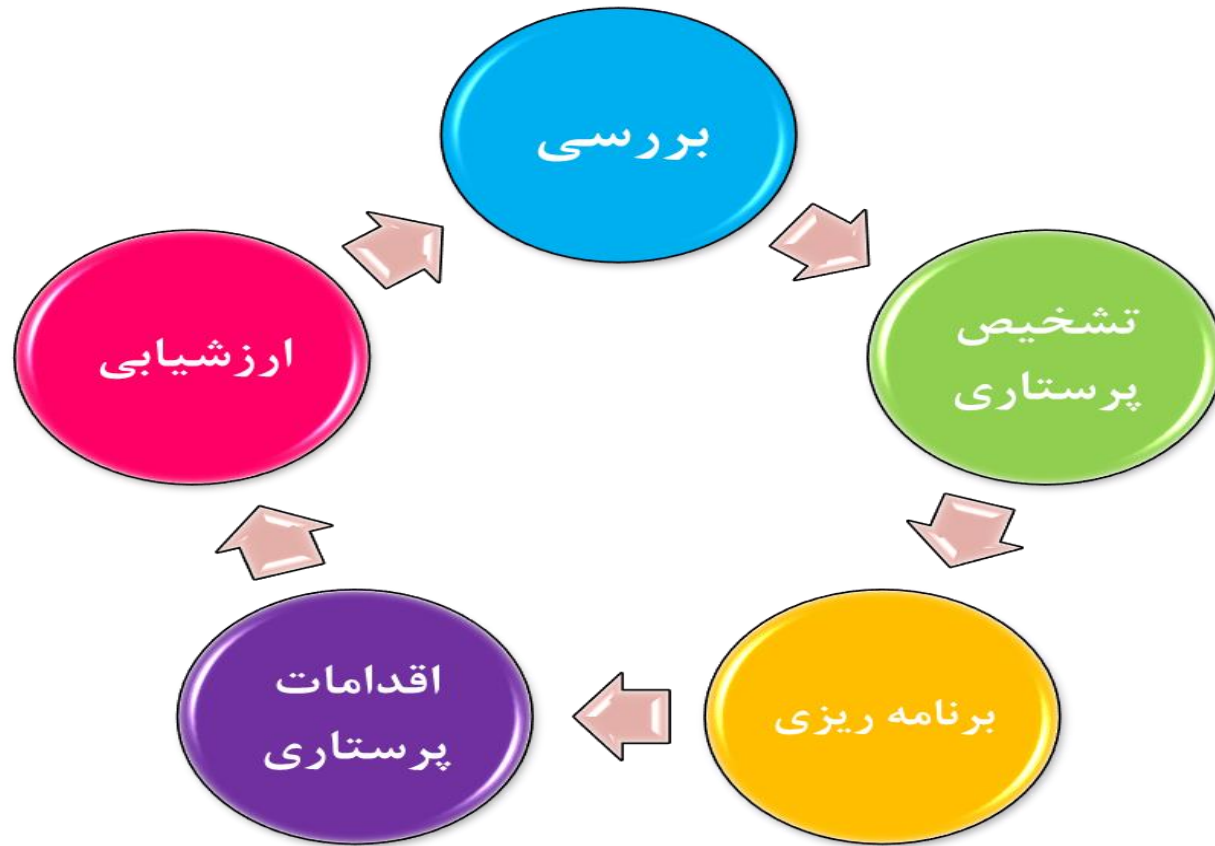 بررسی
تشخیص
پرستاری
برنامه ریزی
اقدامات
پرستاری
ارزشیابی